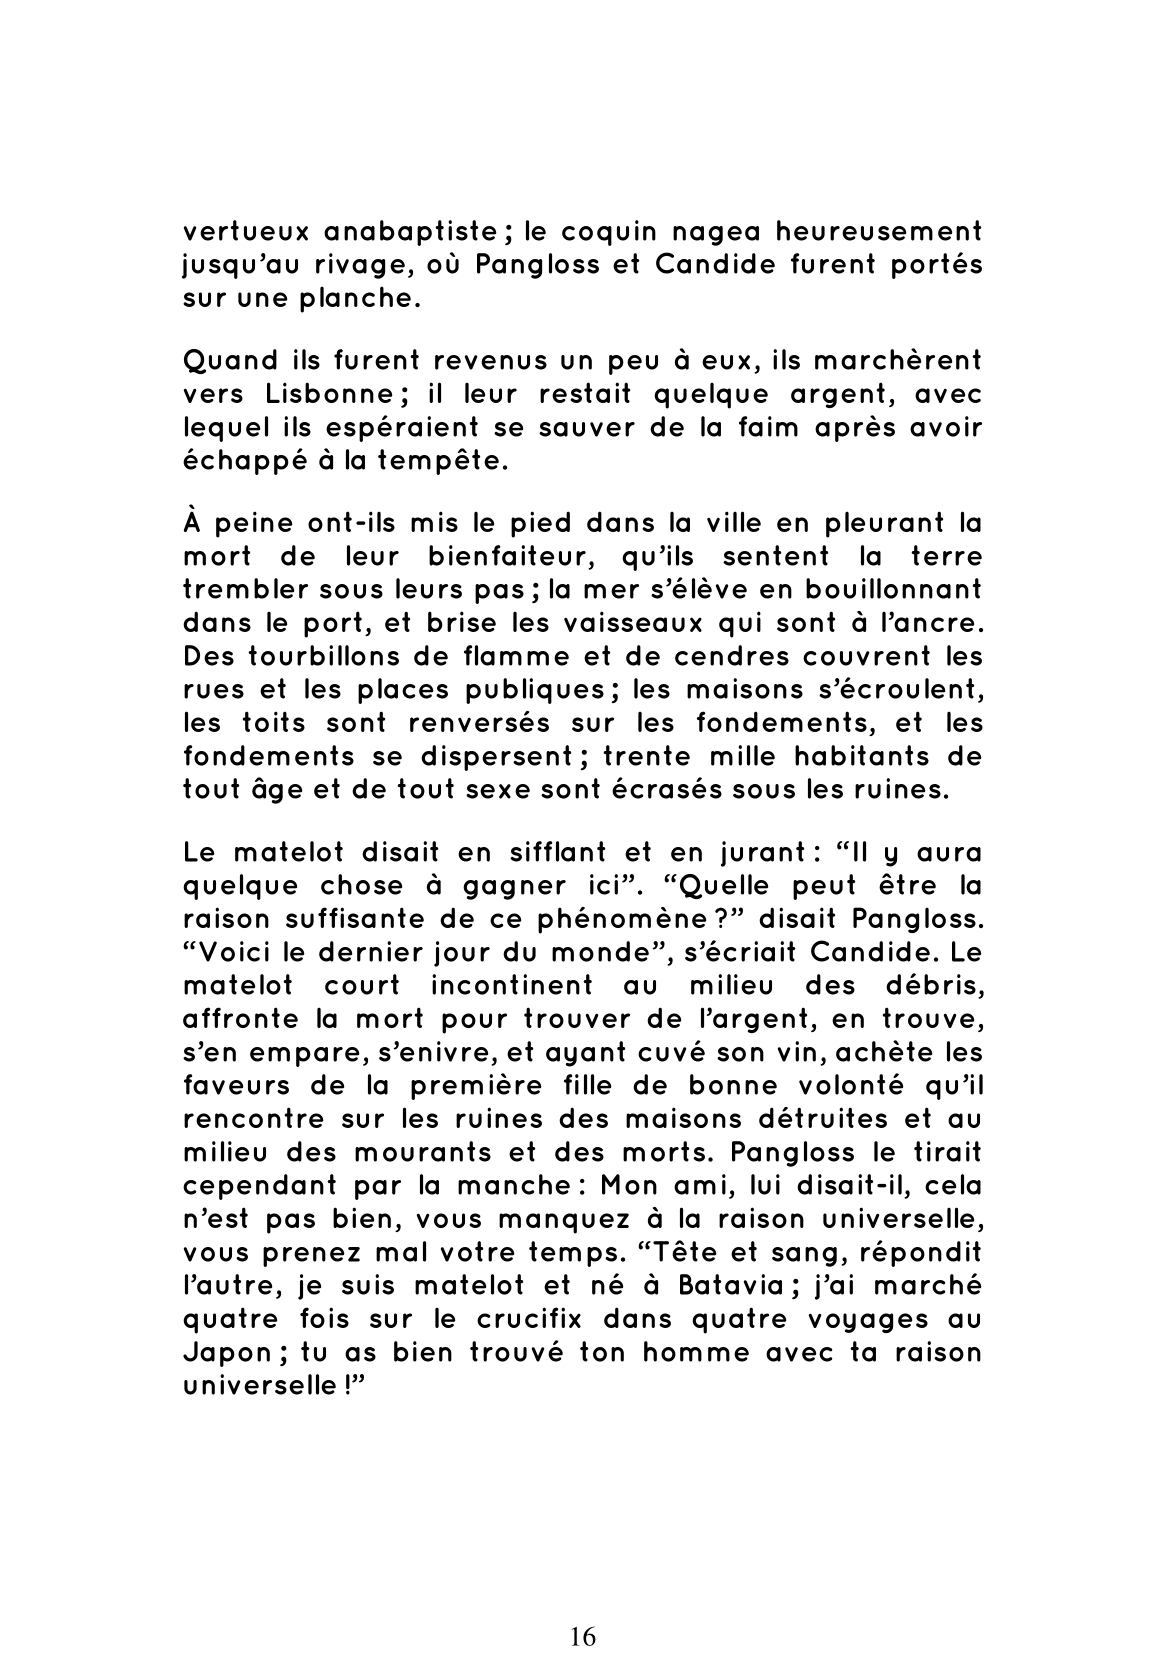 vertueux anabaptiste ; le coquin nagea heureusement
jusqu’au rivage, où Pangloss et Candide furent portés
sur une planche.
Quand ils furent revenus un peu à eux, ils marchèrent
vers Lisbonne ; il leur restait quelque argent, avec
lequel ils espéraient se sauver de la faim après avoir
échappé à la tempête.
À peine ont-ils mis le pied dans la ville en pleurant la
mort de leur bienfaiteur, qu’ils sentent la terre
trembler sous leurs pas ; la mer s’élève en bouillonnant
dans le port, et brise les vaisseaux qui sont à l’ancre.
Des tourbillons de flamme et de cendres couvrent les
rues et les places publiques ; les maisons s’écroulent,
les toits sont renversés sur les fondements, et les
fondements se dispersent ; trente mille habitants de
tout âge et de tout sexe sont écrasés sous les ruines.
Le matelot disait en sifflant et en jurant : “Il y aura
quelque chose à gagner ici”. “Quelle peut être la
raison suffisante de ce phénomène ?” disait Pangloss.
“Voici le dernier jour du monde”, s’écriait Candide. Le
matelot court incontinent au milieu des débris,
affronte la mort pour trouver de l’argent, en trouve,
s’en empare, s’enivre, et ayant cuvé son vin, achète les
faveurs de la première fille de bonne volonté qu’il
rencontre sur les ruines des maisons détruites et au
milieu des mourants et des morts. Pangloss le tirait
cependant par la manche : Mon ami, lui disait-il, cela
n’est pas bien, vous manquez à la raison universelle,
vous prenez mal votre temps. “Tête et sang, répondit
l’autre, je suis matelot et né à Batavia ; j’ai marché
quatre fois sur le crucifix dans quatre voyages au
Japon ; tu as bien trouvé ton homme avec ta raison
universelle !”
16